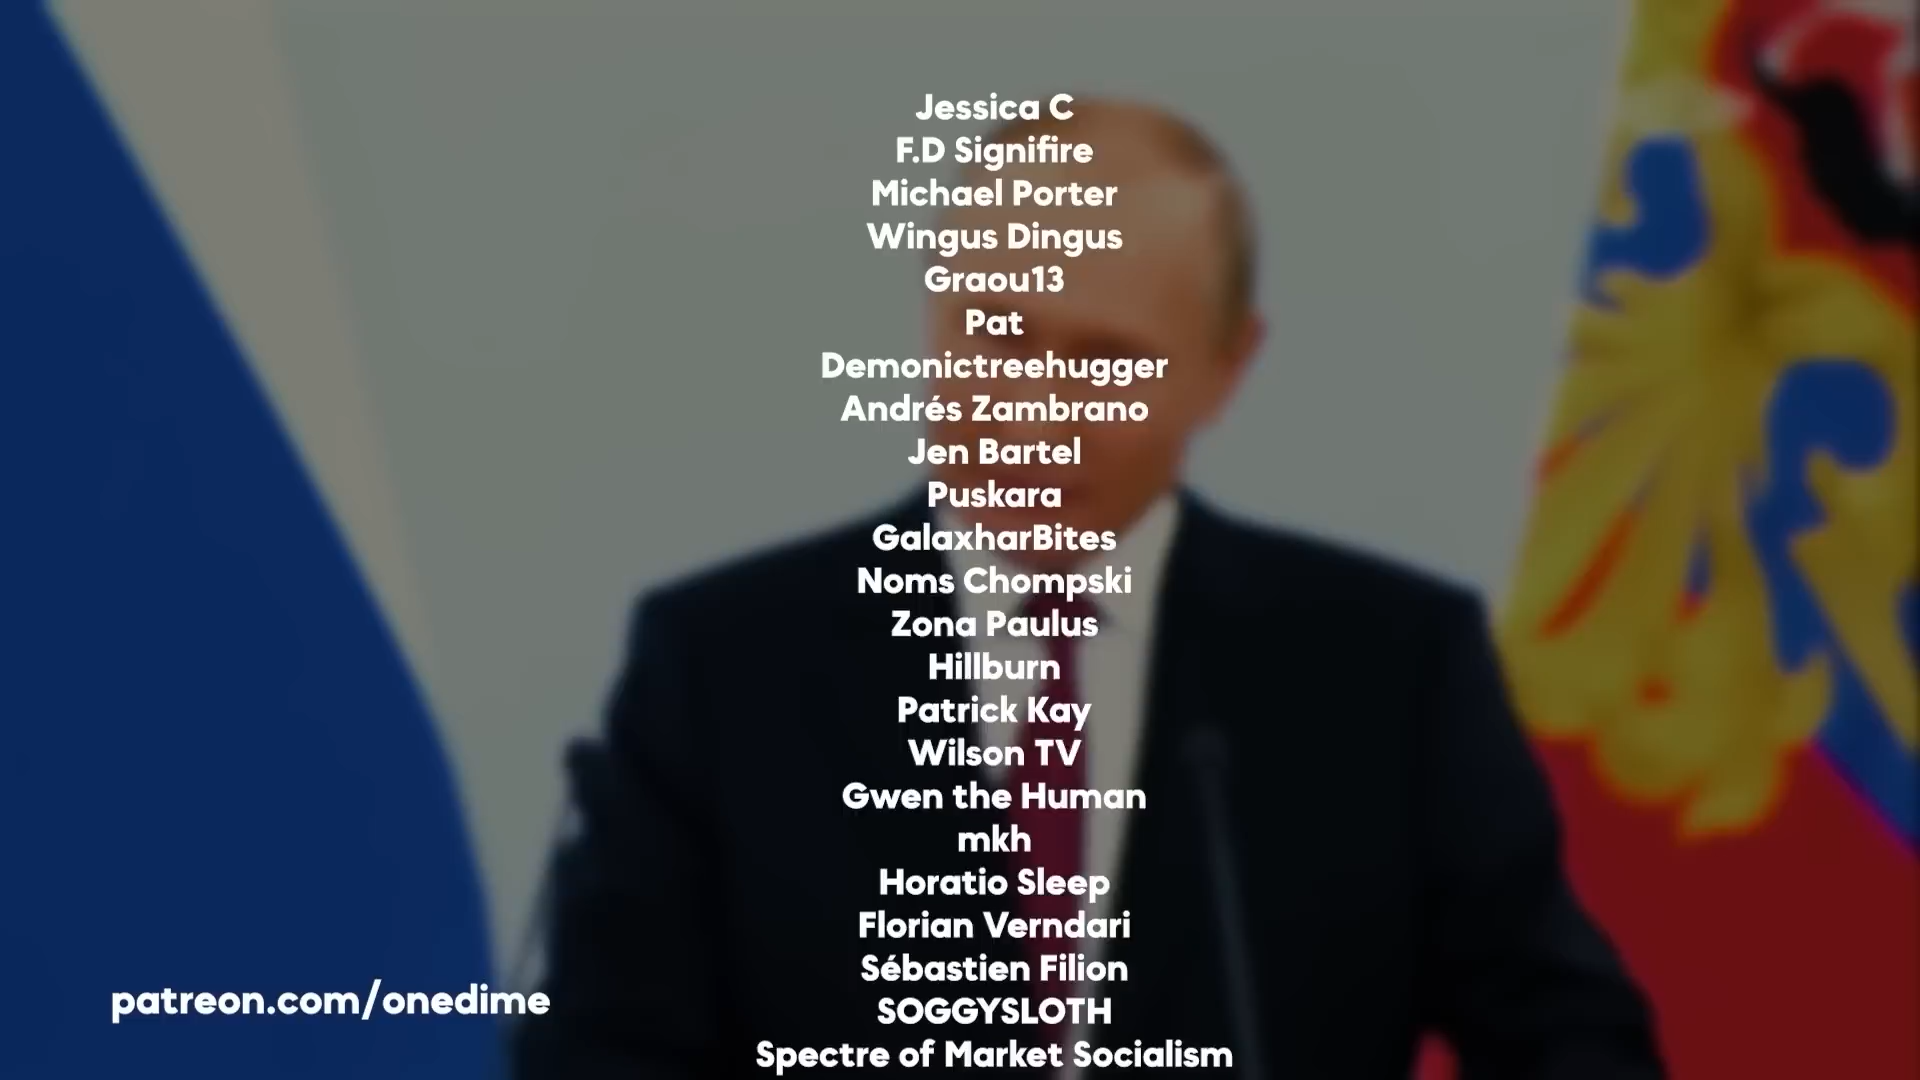 Jessica C
F.D Signifire
Michael Porter
Wingus Dingus
Graou13
Pat
Demonictreehugger
Andrés Zambrano
Jen Bartel
Puskara
GalaxharBites
Noms Chompski
Zona Paulus
Hillburn
Patrick Kay
Wilson TV
Gwen the Human
mkh
Horatio Sleep
Florian Verndari
Sébastien Filion
SOGGYSLOTH
Spectre of Market Socialism
patreon.com/onedime